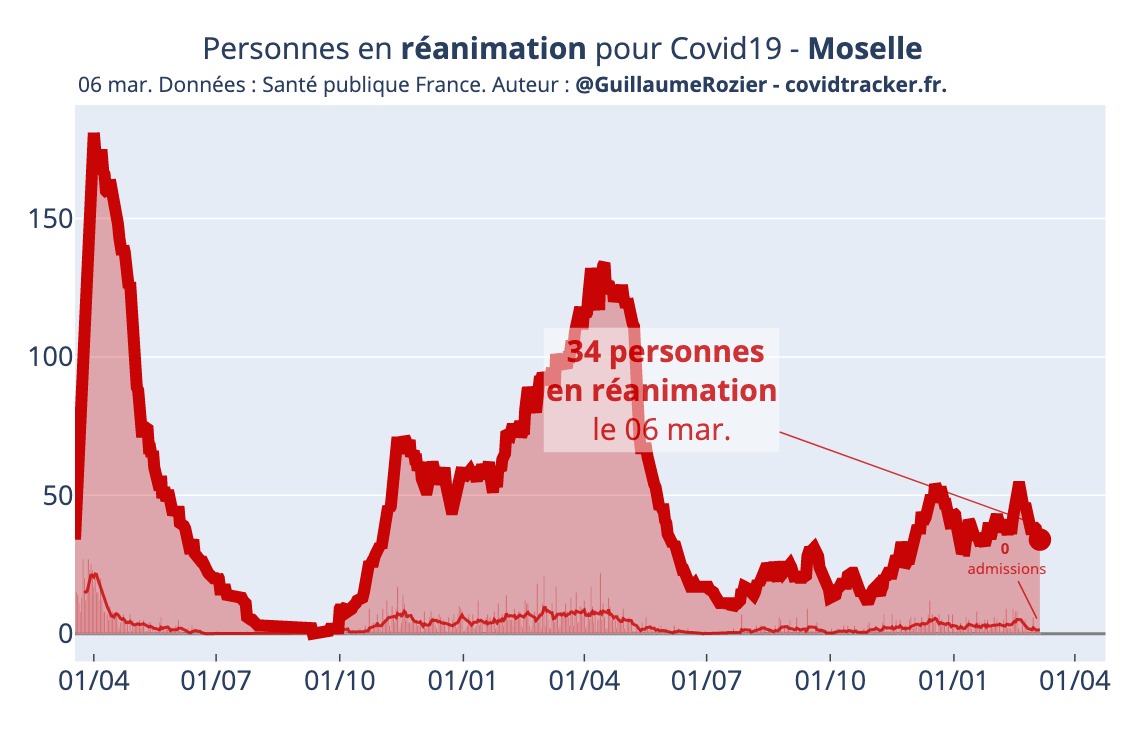 Personnes en réanimation pour Covid19 - Moselle
06 mar. Données : Santé publique France. Auteur : @GuillaumeRozier - covidtracker.fr.
150
100
50
0
34 personnes
en réanimation
le 06 mar.
0
admissions
01/04
01/07
01/10
01/01
01/04
01/07
01/10
01/01
01/04